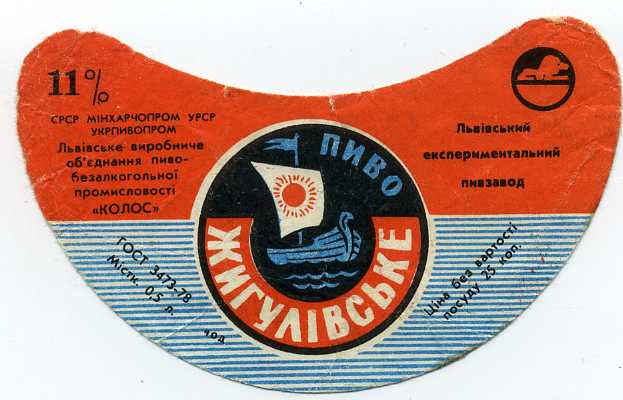 11%
СРСР МІНХАРЧОПРОМ УРСР
УКРПИВОПРОМ
Львівське виробниче
об'єднання пиво-
безалкогольної
промисловості
«КОЛОС»
ГОСТ 3473-78
Містк. 0,5 л.
ПИВО
ЖИГУЛІВСЬКЕ
Львівський
експериментальний
пивзавод
Ціна без вартості
посуду 25 коп.